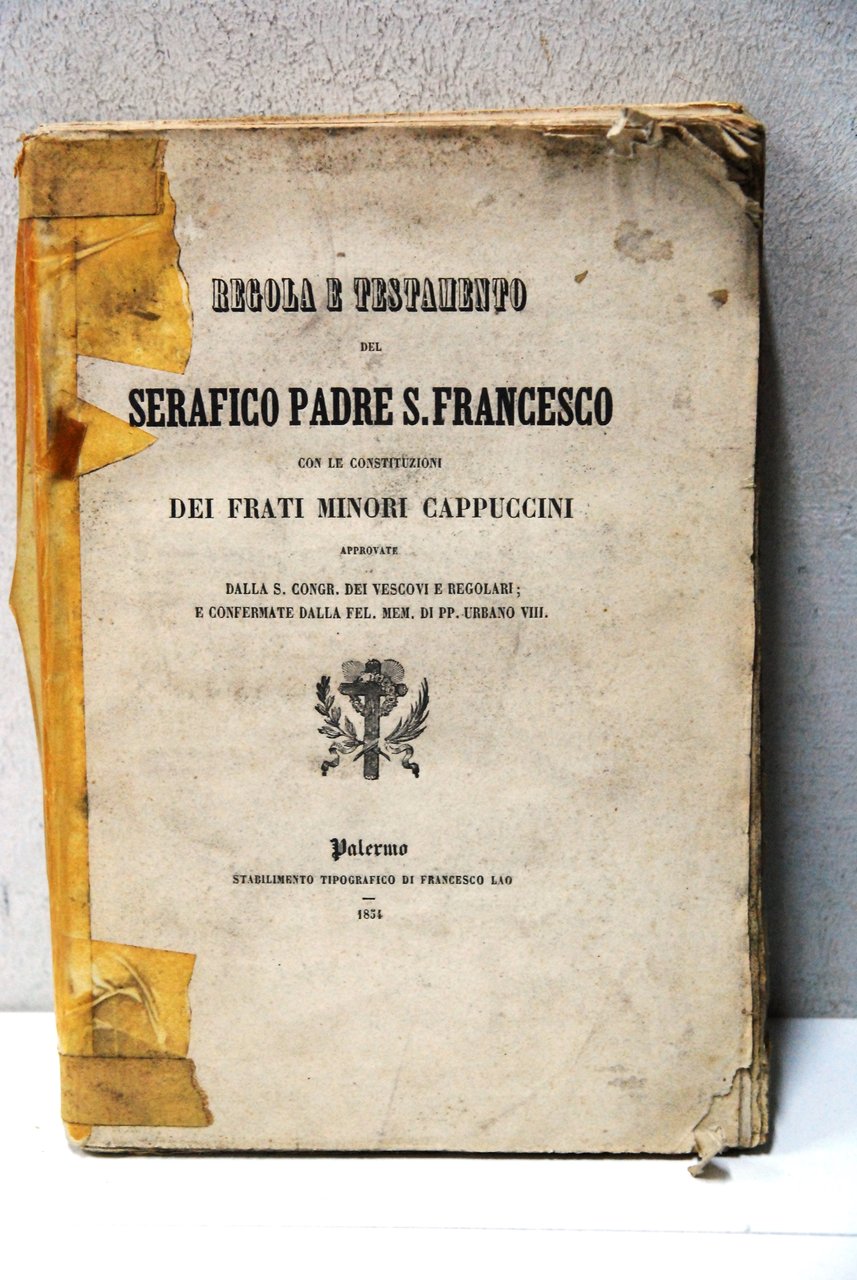 REGOLA E TESTAMENTO
DEL
SERAFICO PADRE S. FRANCESCO
CON LE CONSTITUZIONI
DEI FRATI MINORI CAPPUCCINI
APPROVATE
DALLA S. CONGR. DEI VESCOVI E REGOLARI;
E CONFERMATE DALLA FEL. MEM. DI PP. URBANO VIII.
Palermo
STABILIMENTO TIPOGRAFICO DI FRANCESCO LAO
1854